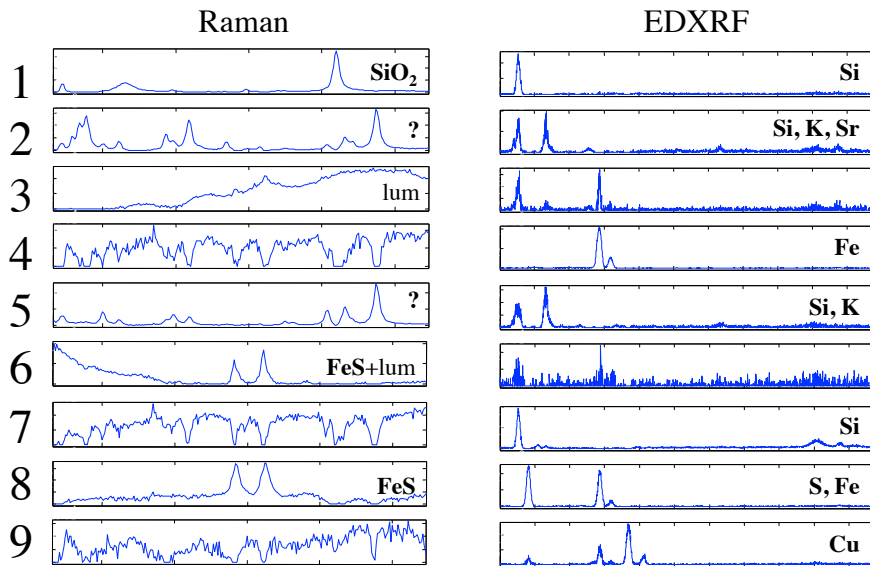 Raman EDXRF
1 SiO₂ Si
2 ? Si, K, Sr
3 lum
4 Fe
5 ? Si, K
6 FeS+lum
7 Si
8 FeS S, Fe
9 Cu